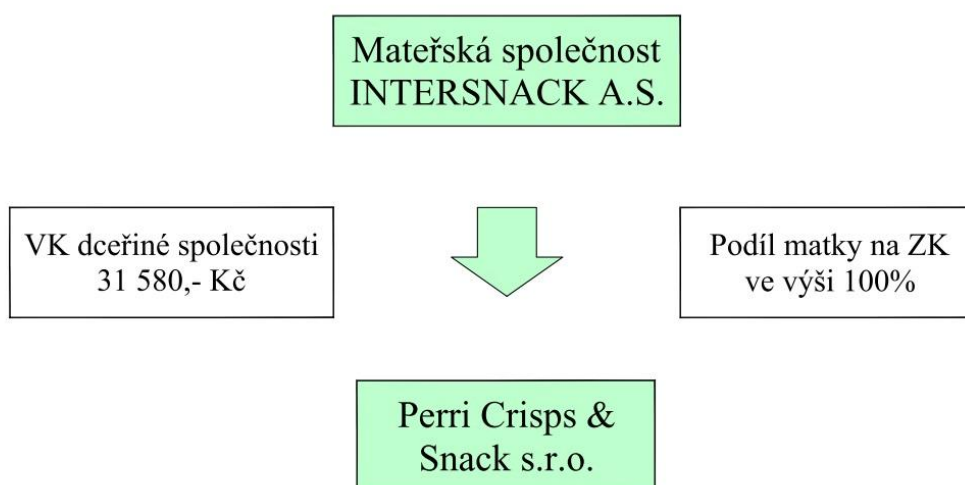 Mateřská společnost
INTERSNACK A.S.
VK dceřiné společnosti
31 580,- Kč
Podíl matky na ZK
ve výši 100%
Perri Crisps &
Snack s.r.o.